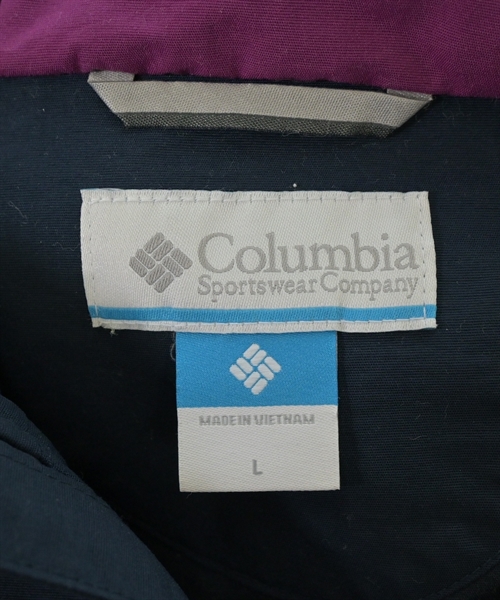 Columbia
Sportswear Company
MADE IN VIETNAM
L